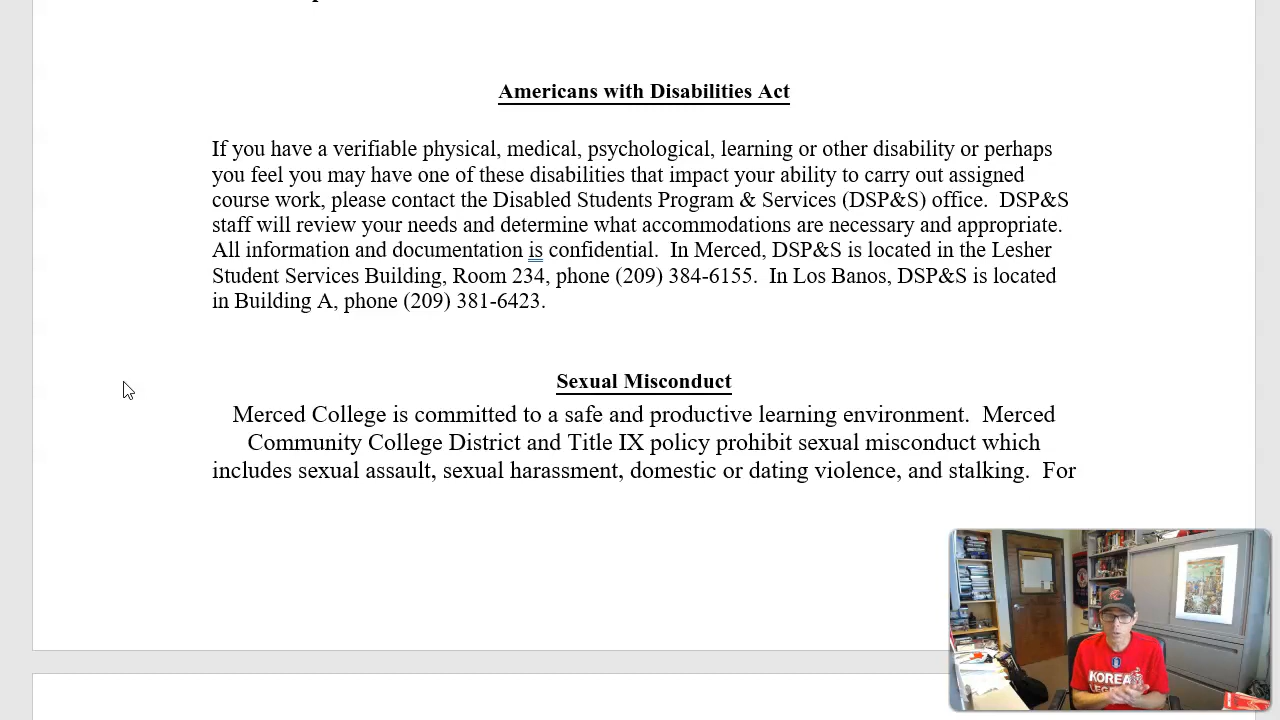 Americans with Disabilities Act
If you have a verifiable physical, medical, psychological, learning or other disability or perhaps
you feel you may have one of these disabilities that impact your ability to carry out assigned
course work, please contact the Disabled Students Program & Services (DSP&S) office.  DSP&S
staff will review your needs and determine what accommodations are necessary and appropriate.
All information and documentation is confidential.  In Merced, DSP&S is located in the Lesher
Student Services Building, Room 234, phone (209) 384-6155.  In Los Banos, DSP&S is located
in Building A, phone (209) 381-6423.
Sexual Misconduct
Merced College is committed to a safe and productive learning environment.  Merced
Community College District and Title IX policy prohibit sexual misconduct which
includes sexual assault, sexual harassment, domestic or dating violence, and stalking.  For
KOREA